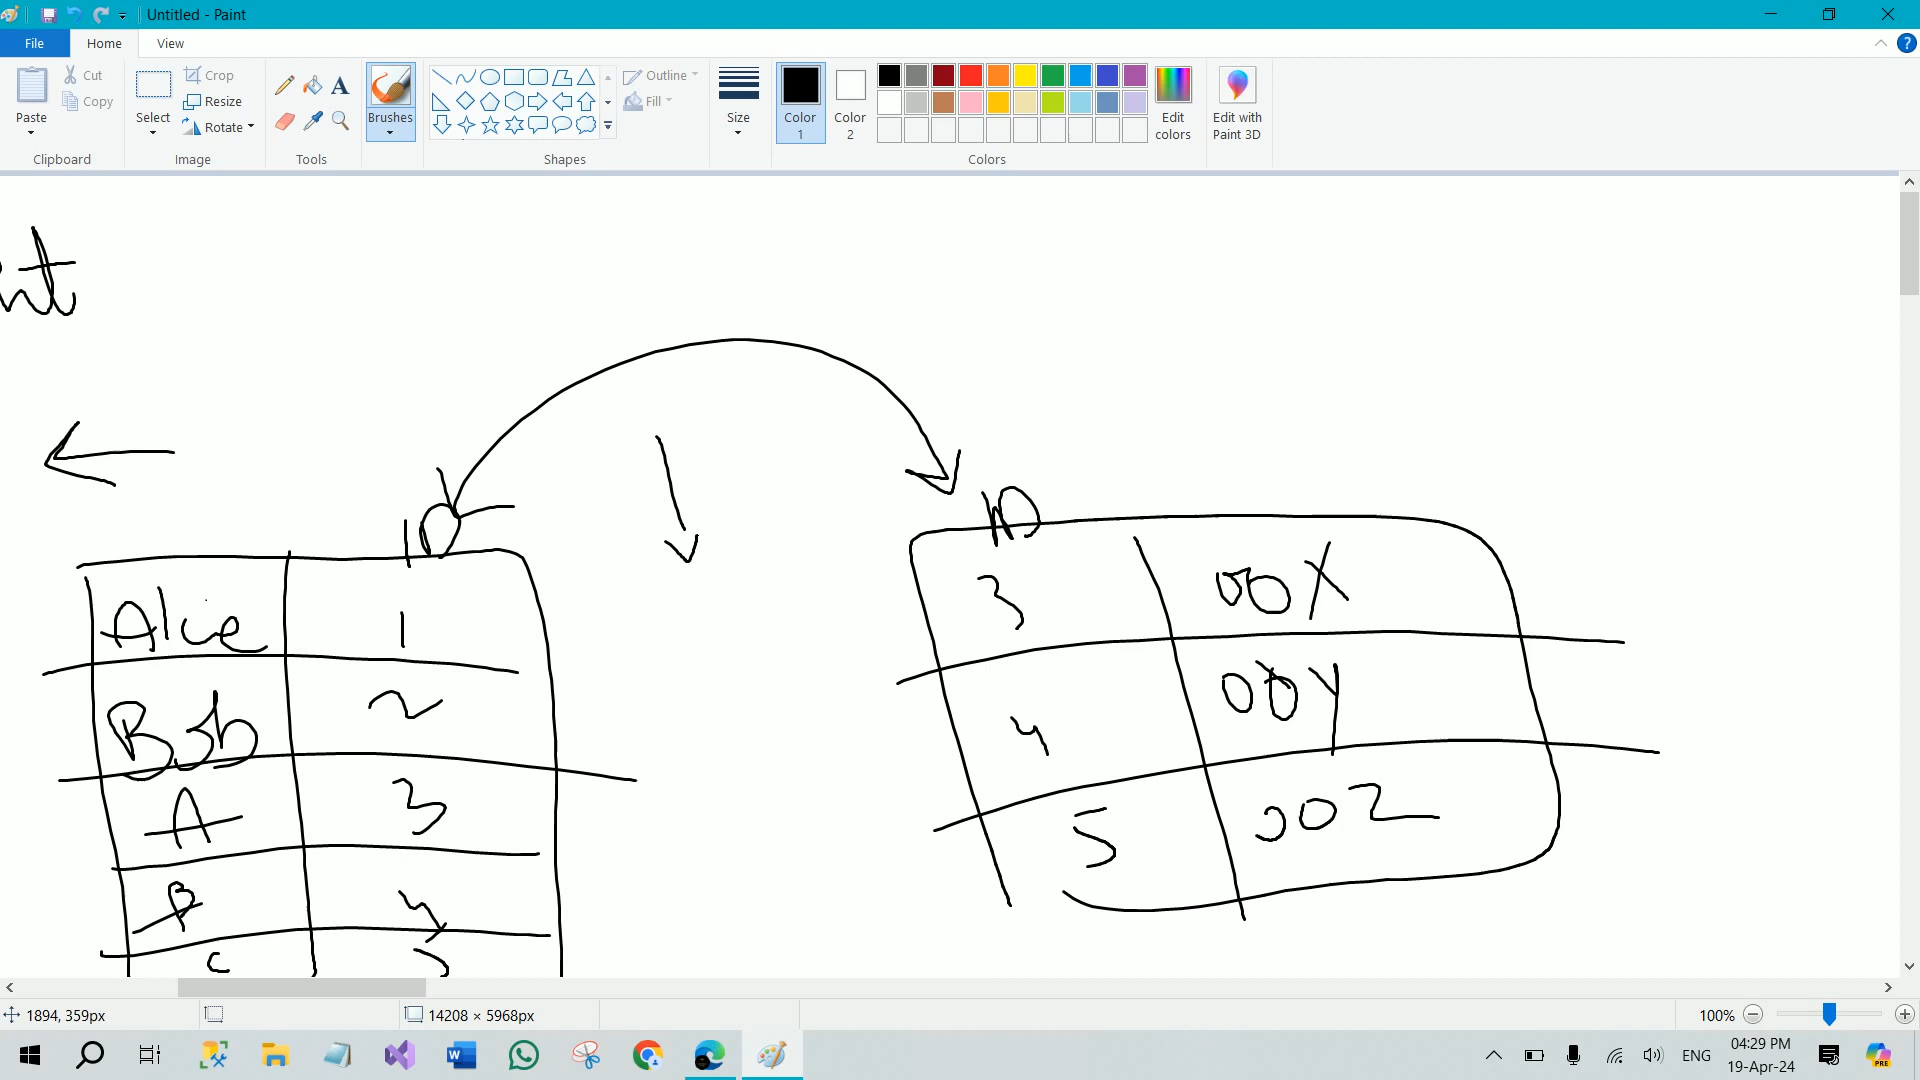 Untitled - Paint
File
Home
View
Paste
Cut
Copy
Clipboard
Select
Crop
Resize
Rotate
Image
Tools
Brushes
Shapes
Outline
Fill
Size
Color 1
Color 2
Colors
Edit colors
Edit with Paint 3D
nt
ID
Alice 1
Bob 2
A 3
B 4
C 5
ID
3 00X
4 00Y
5 00Z
1894, 359px
14208 × 5968px
100%
ENG
04:29 PM
19-Apr-24
PRE